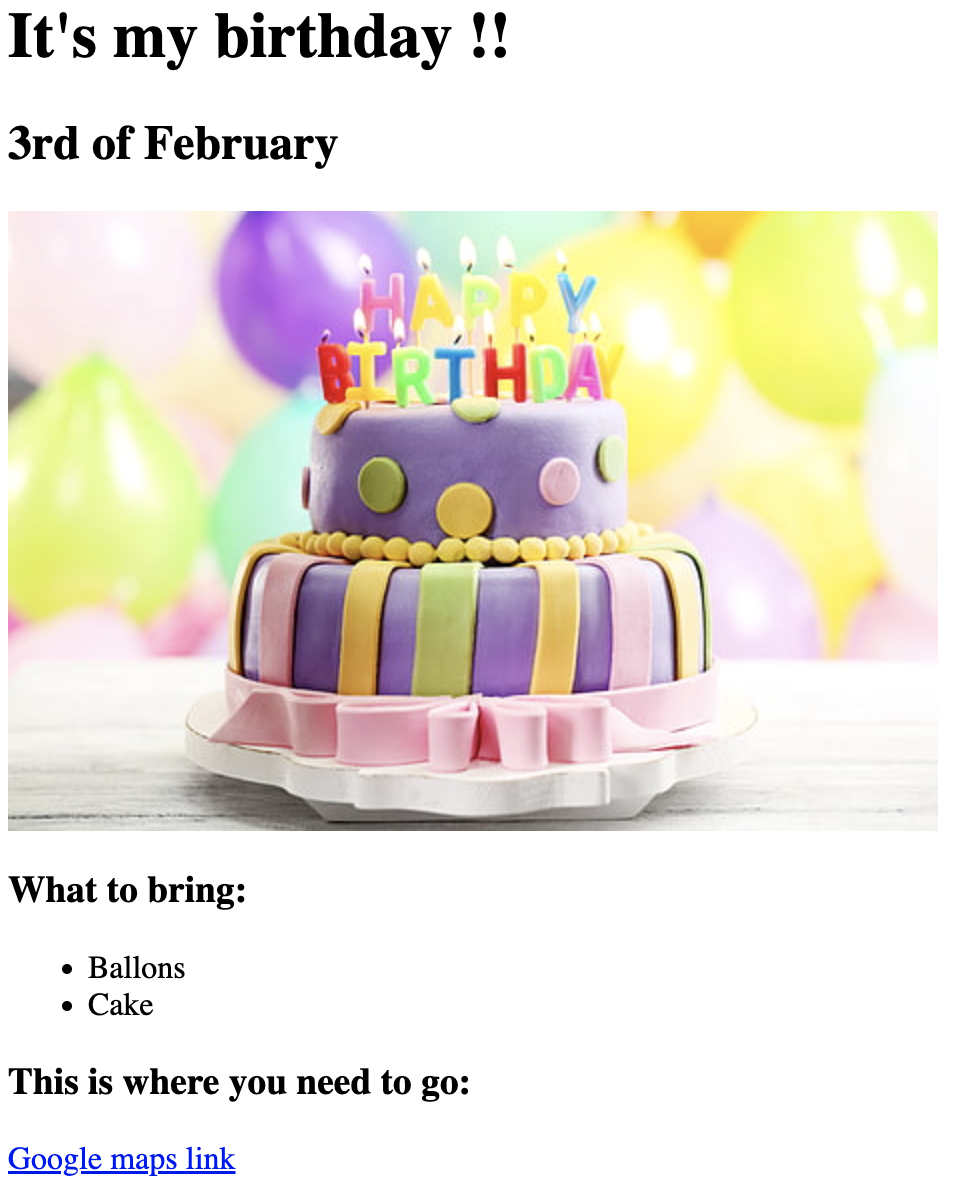 It's my birthday !!
3rd of February
HAPPY
BIRTHDAY
What to bring:
Ballons
Cake
This is where you need to go:
Google maps link